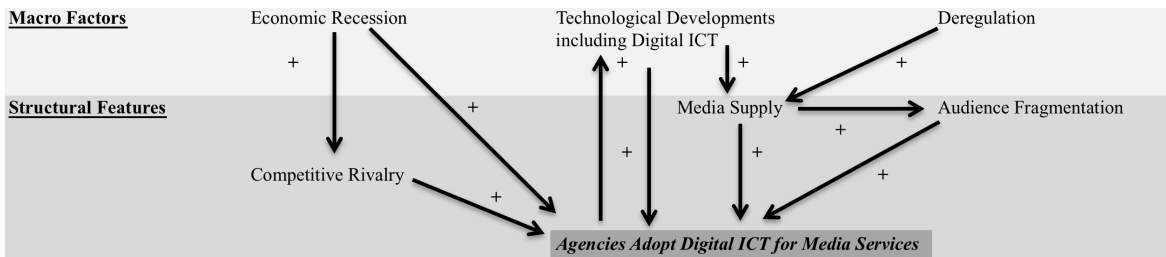 Macro Factors
Economic Recession
Technological Developments
including Digital ICT
Deregulation
+
+
+
+
Structural Features
+
Media Supply
Audience Fragmentation
+
+
+
Competitive Rivalry
+
+
Agencies Adopt Digital ICT for Media Services